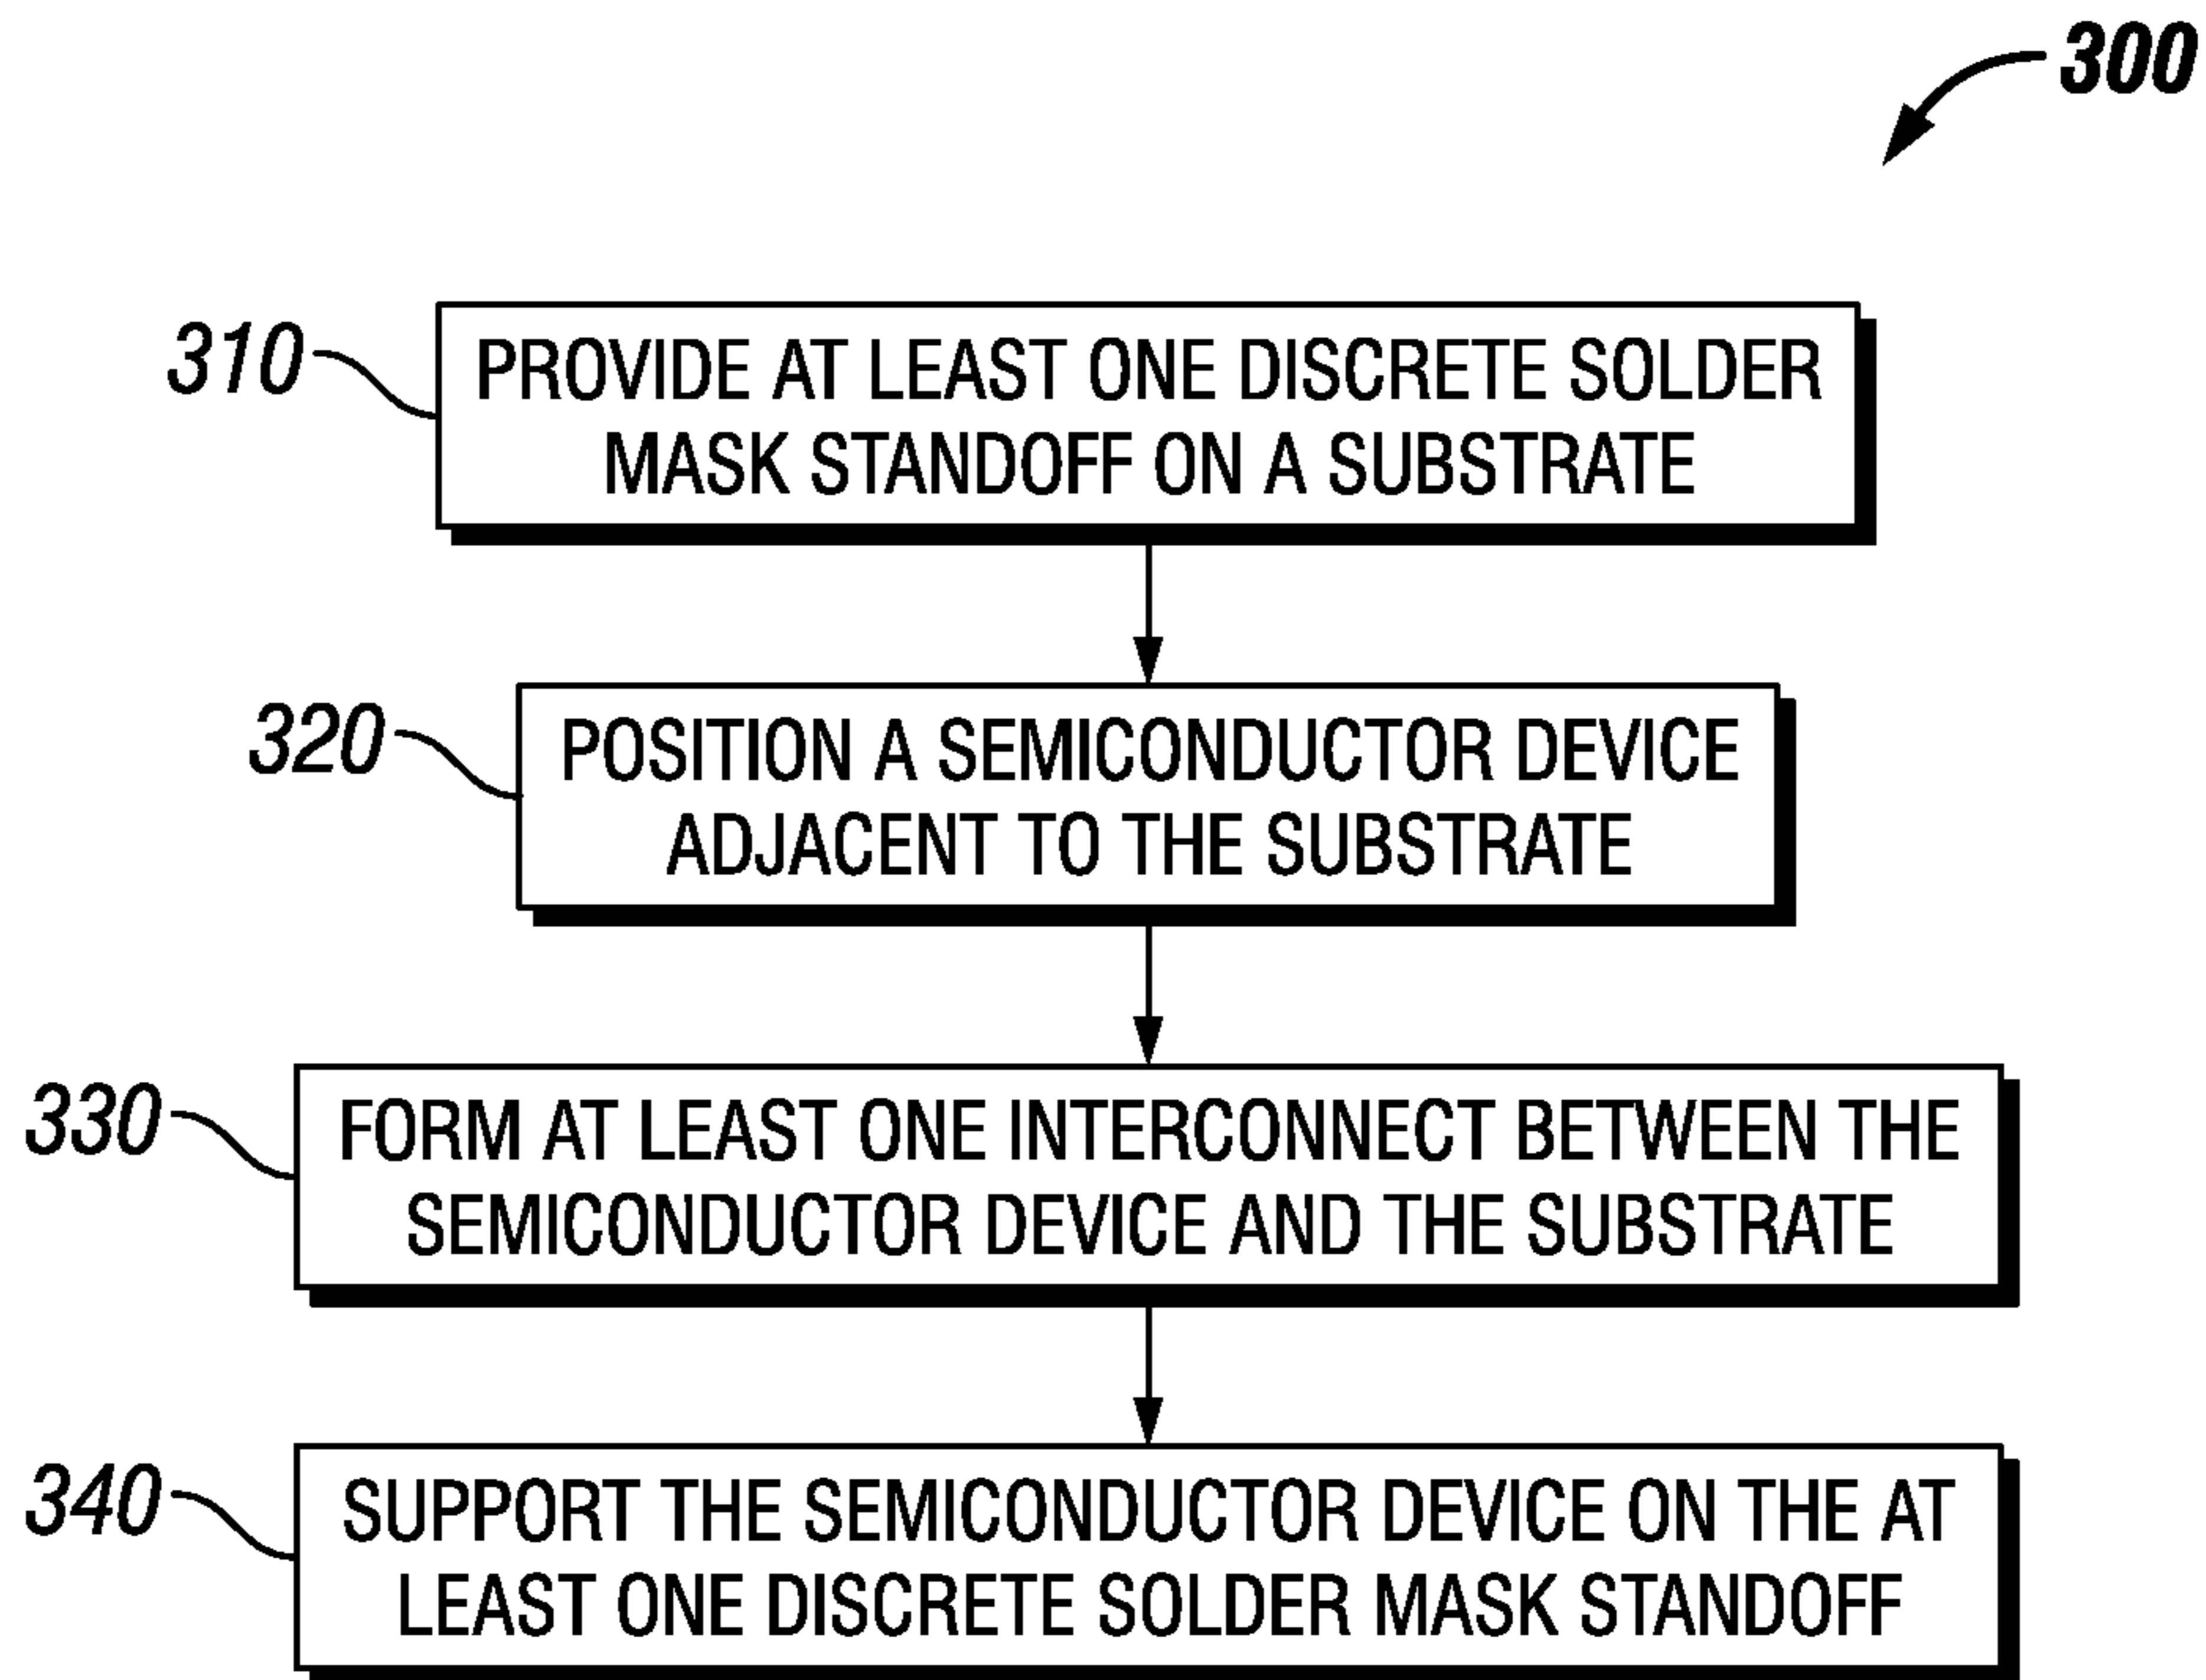 300
310
PROVIDE AT LEAST ONE DISCRETE SOLDER
MASK STANDOFF ON A SUBSTRATE
320
POSITION A SEMICONDUCTOR DEVICE
ADJACENT TO THE SUBSTRATE
330
FORM AT LEAST ONE INTERCONNECT BETWEEN THE
SEMICONDUCTOR DEVICE AND THE SUBSTRATE
340
SUPPORT THE SEMICONDUCTOR DEVICE ON THE AT
LEAST ONE DISCRETE SOLDER MASK STANDOFF